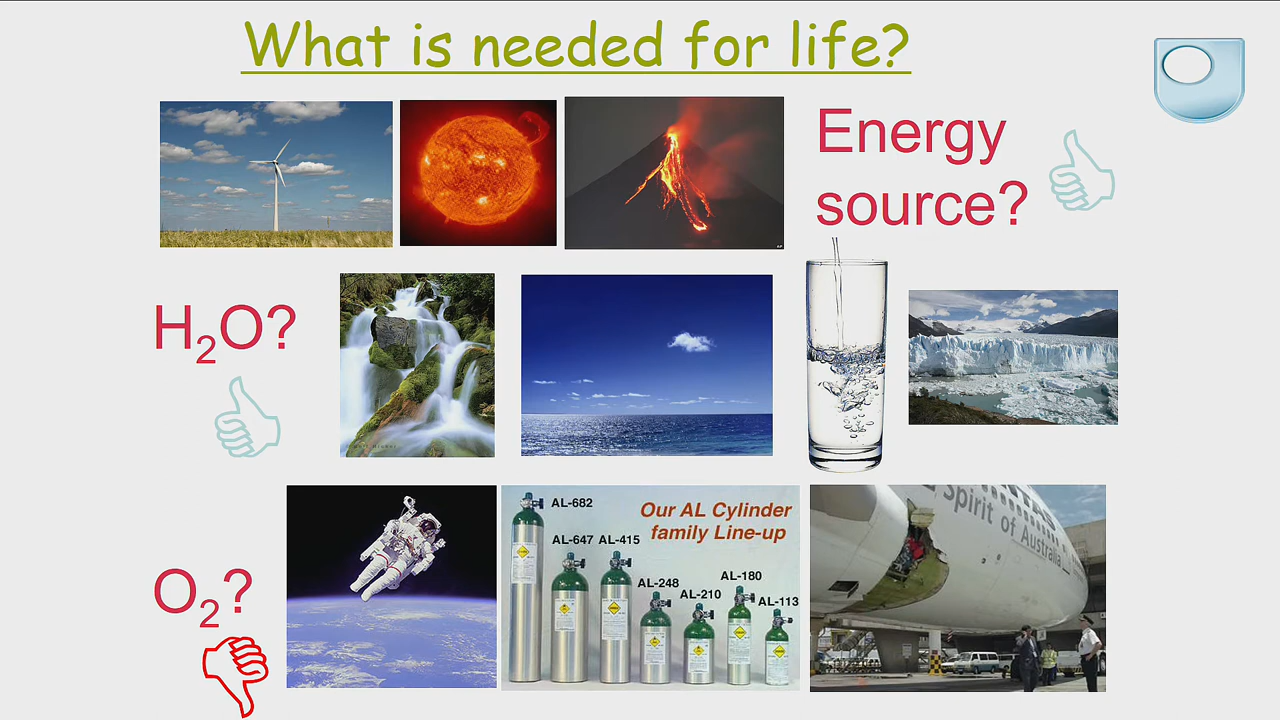 What is needed for life?
Energy
source?
H₂O?
O₂?
Our AL Cylinder
family Line-up
AL-682
AL-647 AL-415
AL-248
AL-210
AL-180
AL-113
Spirit of Australia